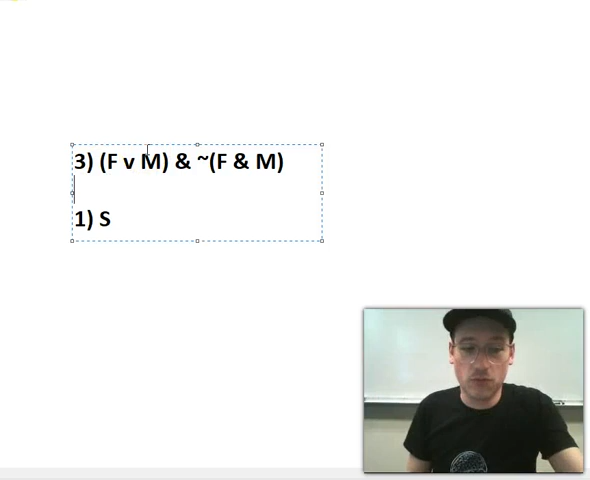 3) (F v M) & ~(F & M)
1) S